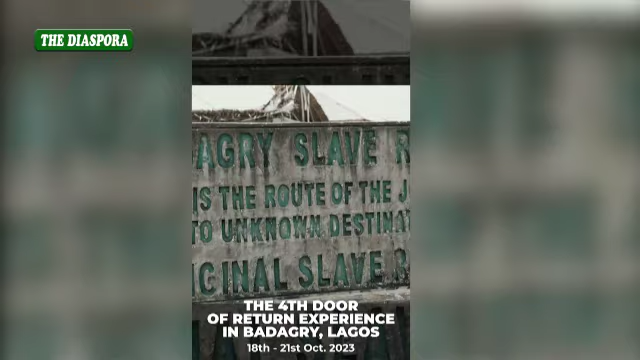 THE DIASPORA
AGRY SLAVE R
IS THE ROUTE OF THE J
TO UNKNOWN DESTINA
GINAL SLAVE R
THE 4TH DOOR
OF RETURN EXPERIENCE
IN BADAGRY, LAGOS
18th - 21st Oct. 2023